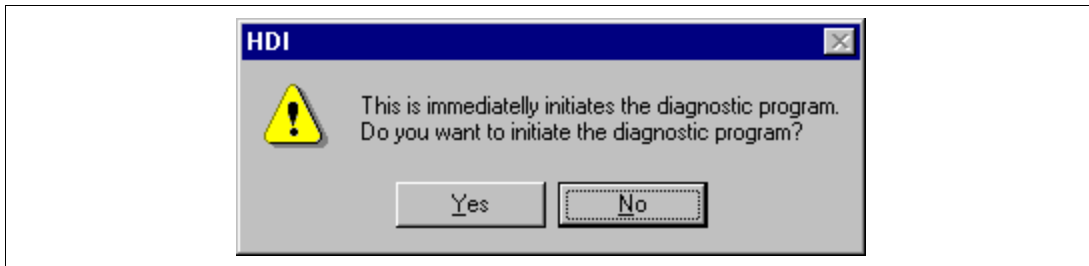 HDI
This is immediatelly initiates the diagnostic program.
Do you want to initiate the diagnostic program?
Yes
No